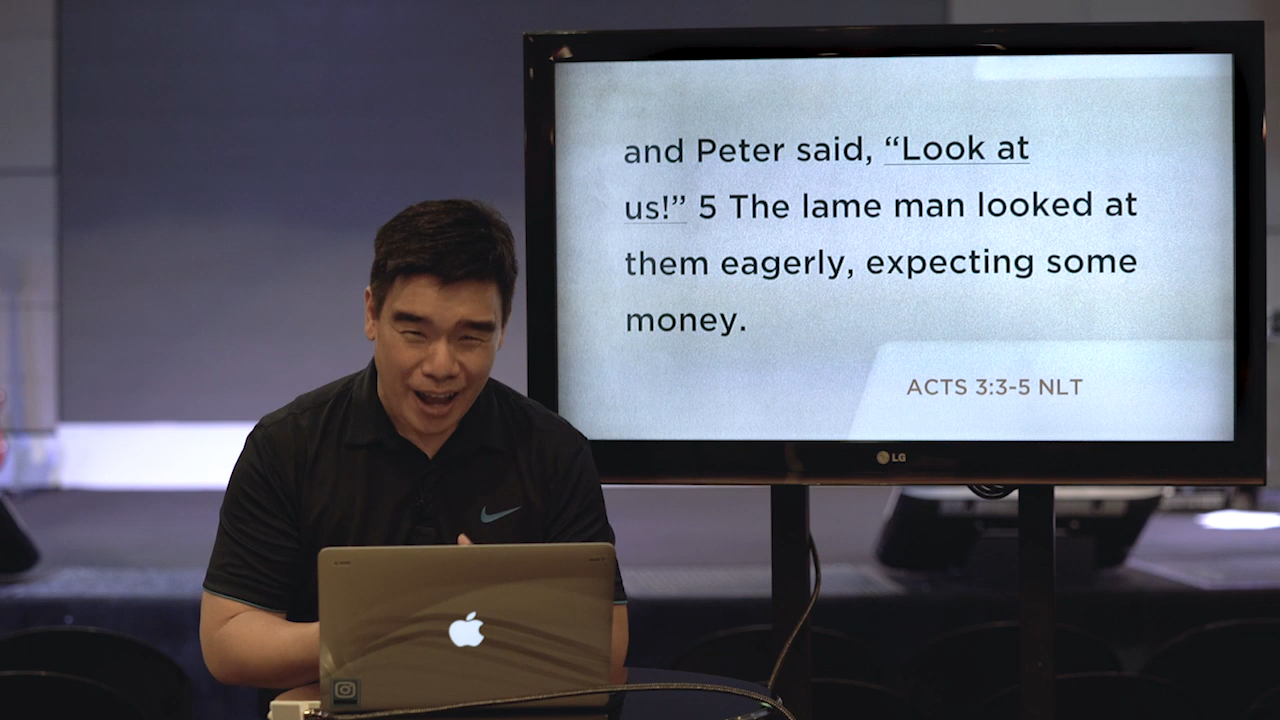 and Peter said, “Look at
us!” 5 The lame man looked at
them eagerly, expecting some
money.
ACTS 3:3-5 NLT
LG